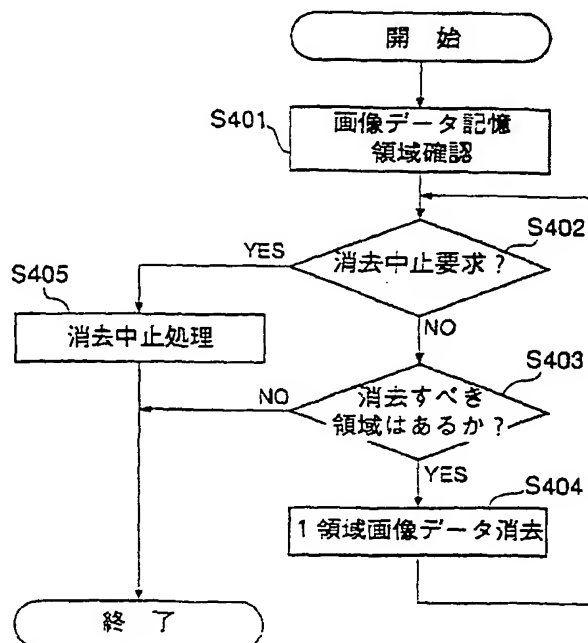 開 始
S401
画像データ記憶
領域確認
S402
消去中止要求?
YES
NO
S405
消去中止処理
S403
消去すべき
領域はあるか?
NO
YES
S404
1領域画像データ消去
終 了